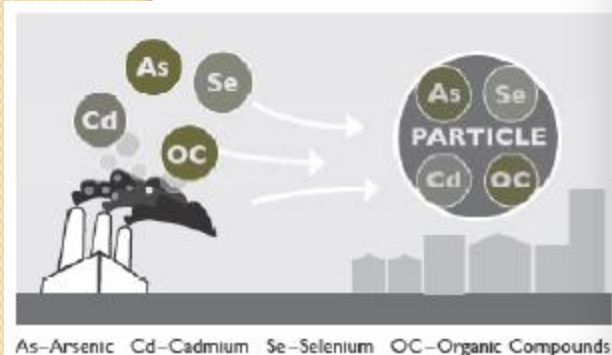 As
Se
Cd
OC
As Se
PARTICLE
Cd OC
As–Arsenic Cd–Cadmium Se–Selenium OC–Organic Compounds